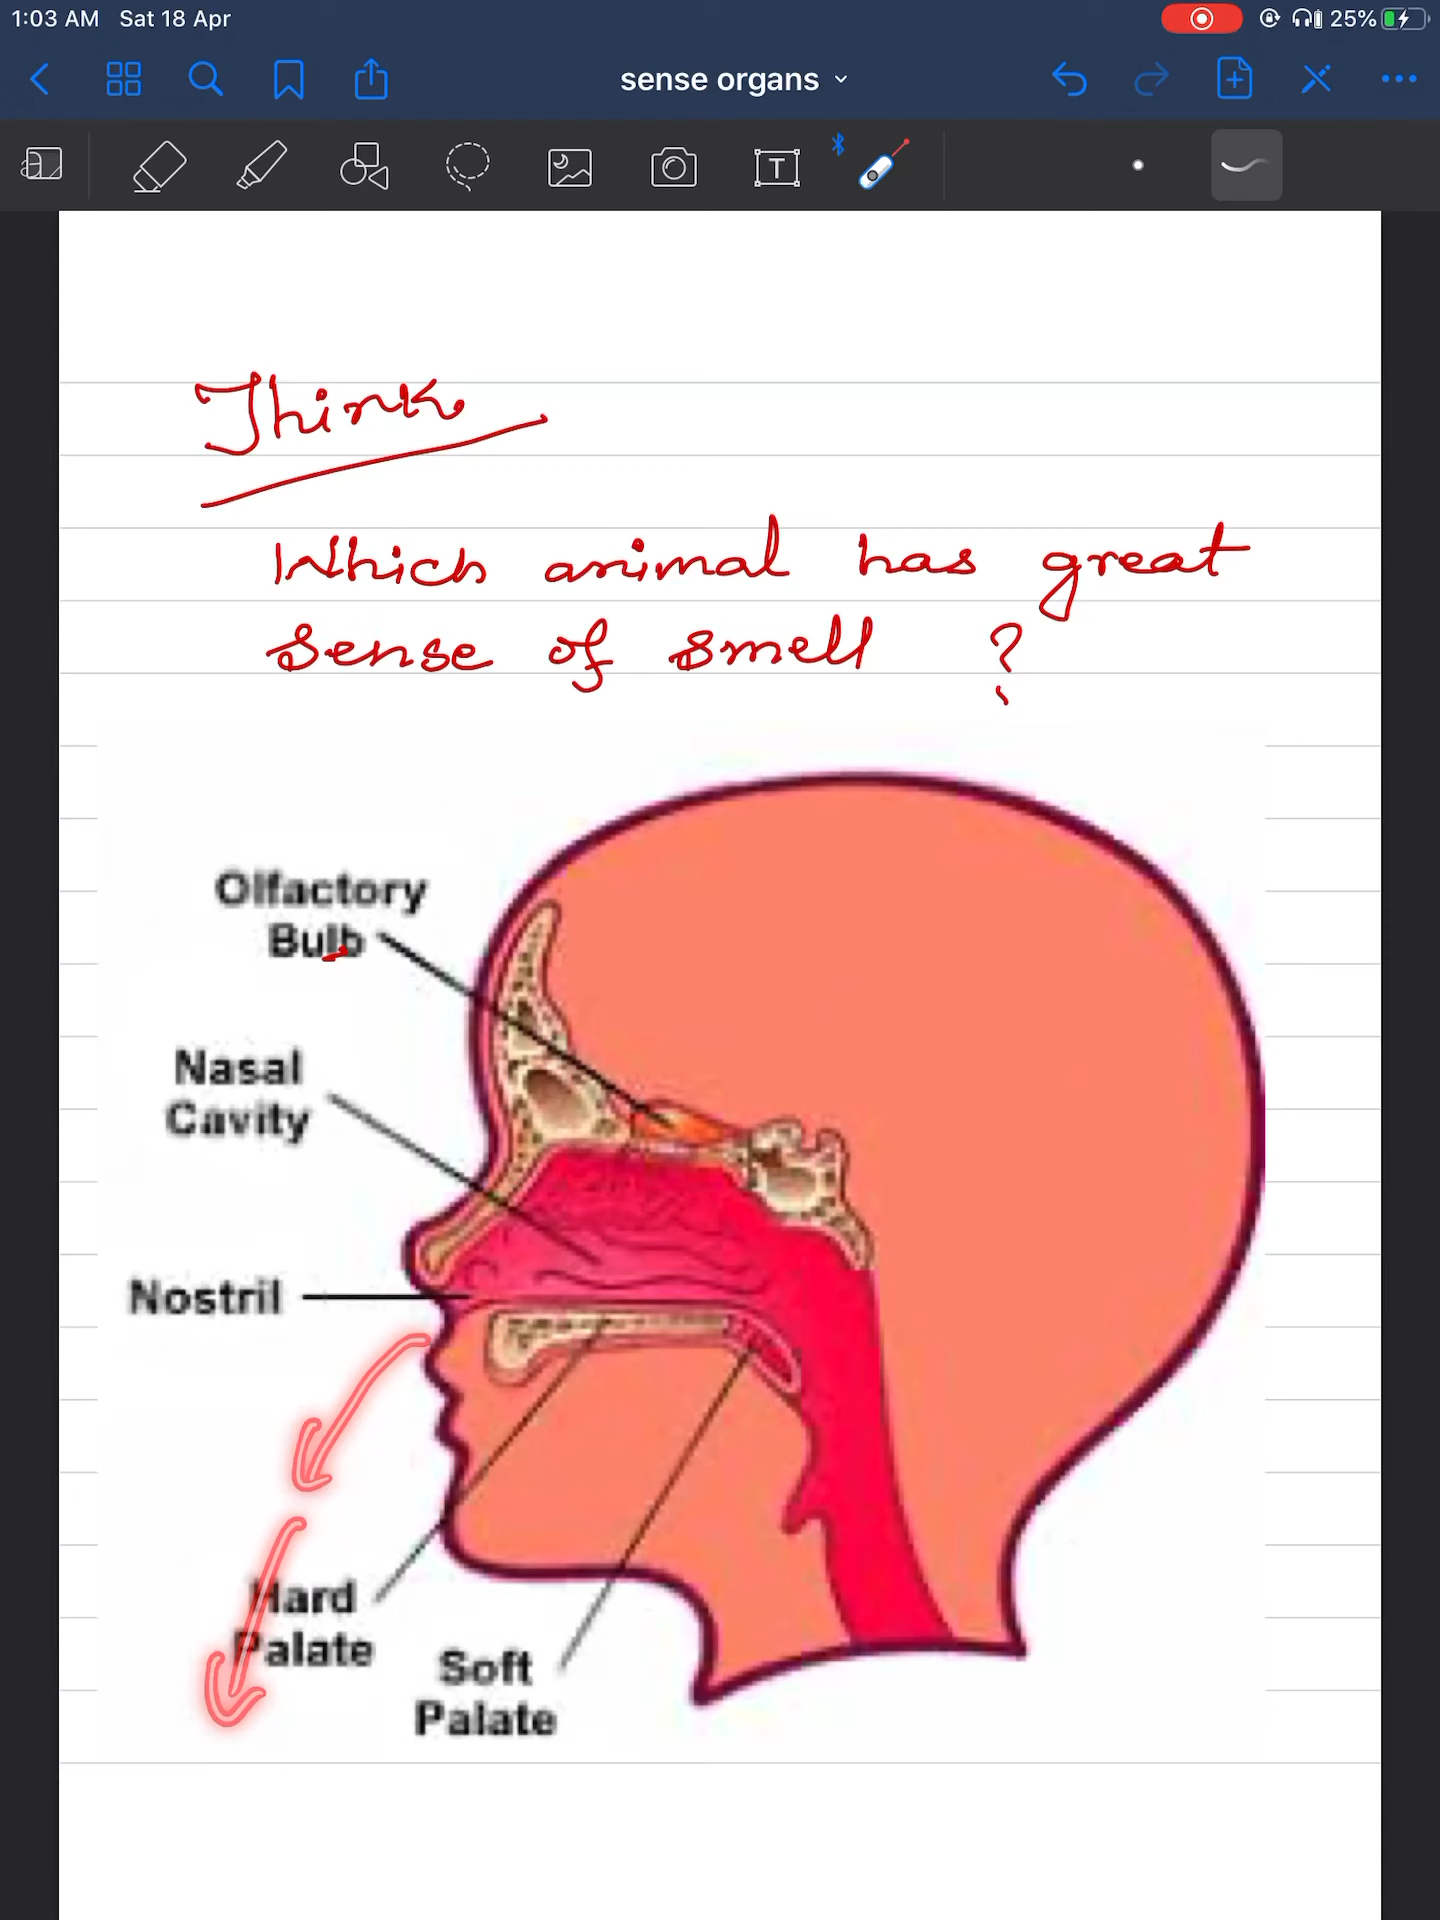 1:03 AM Sat 18 Apr
25%
sense organs
T
Think
Which animal has great
sense of smell ?
Olfactory
Bulb
Nasal
Cavity
Nostril
Hard
Palate
Soft
Palate